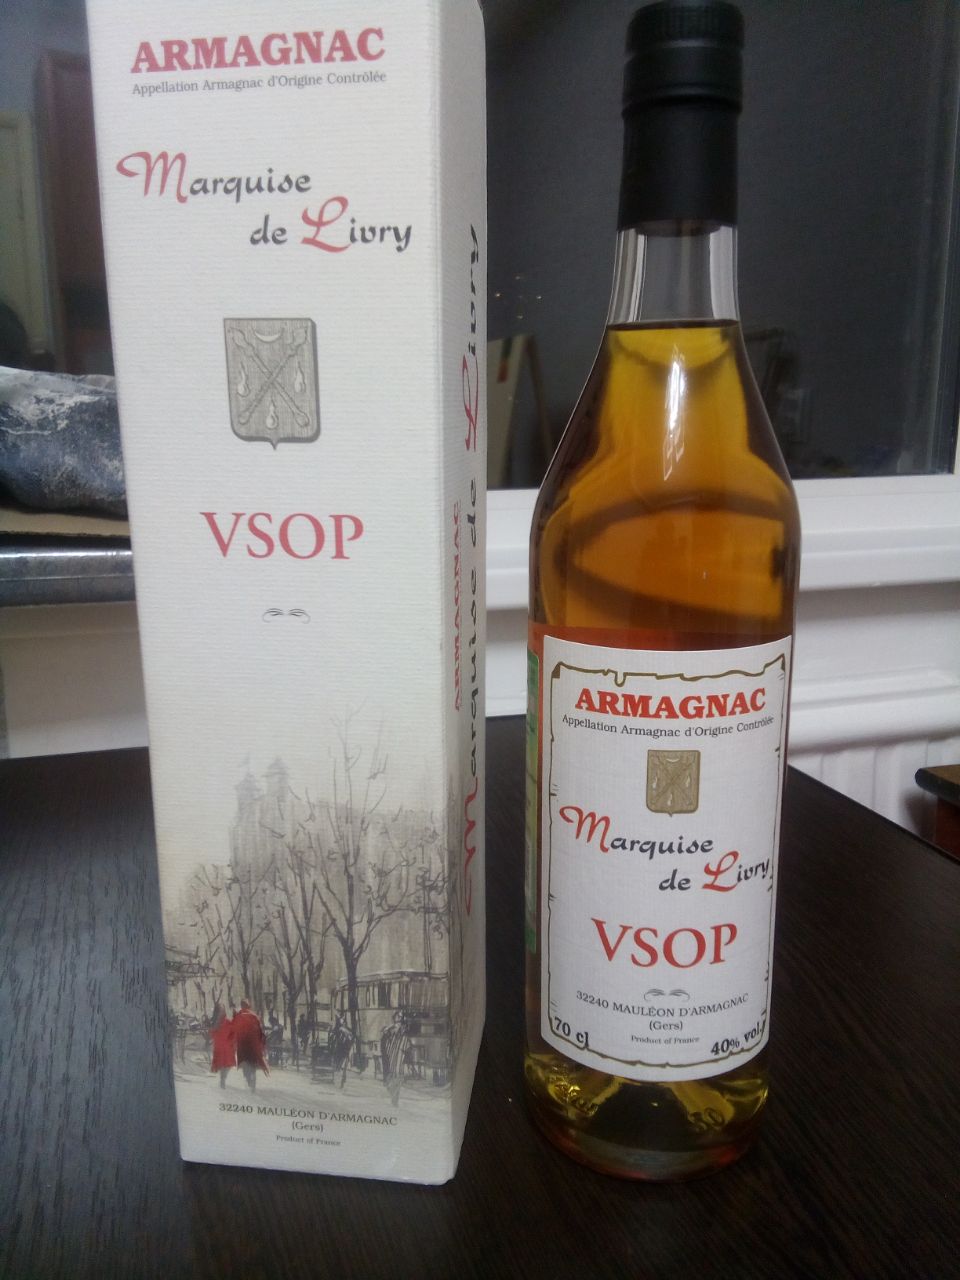 ARMAGNAC
Appellation Armagnac d'Origine Contrôlée
Marquise
de Livry
VSOP
32240 MAULÉON D'ARMAGNAC
(Gers)
Product of France
ARMAGNAC
Marquise de Livry
ARMAGNAC
Appellation Armagnac d'Origine Contrôlée
Marquise
de Livry
VSOP
32240 MAULÉON D'ARMAGNAC
(Gers)
Product of France
70 cl
40% vol.